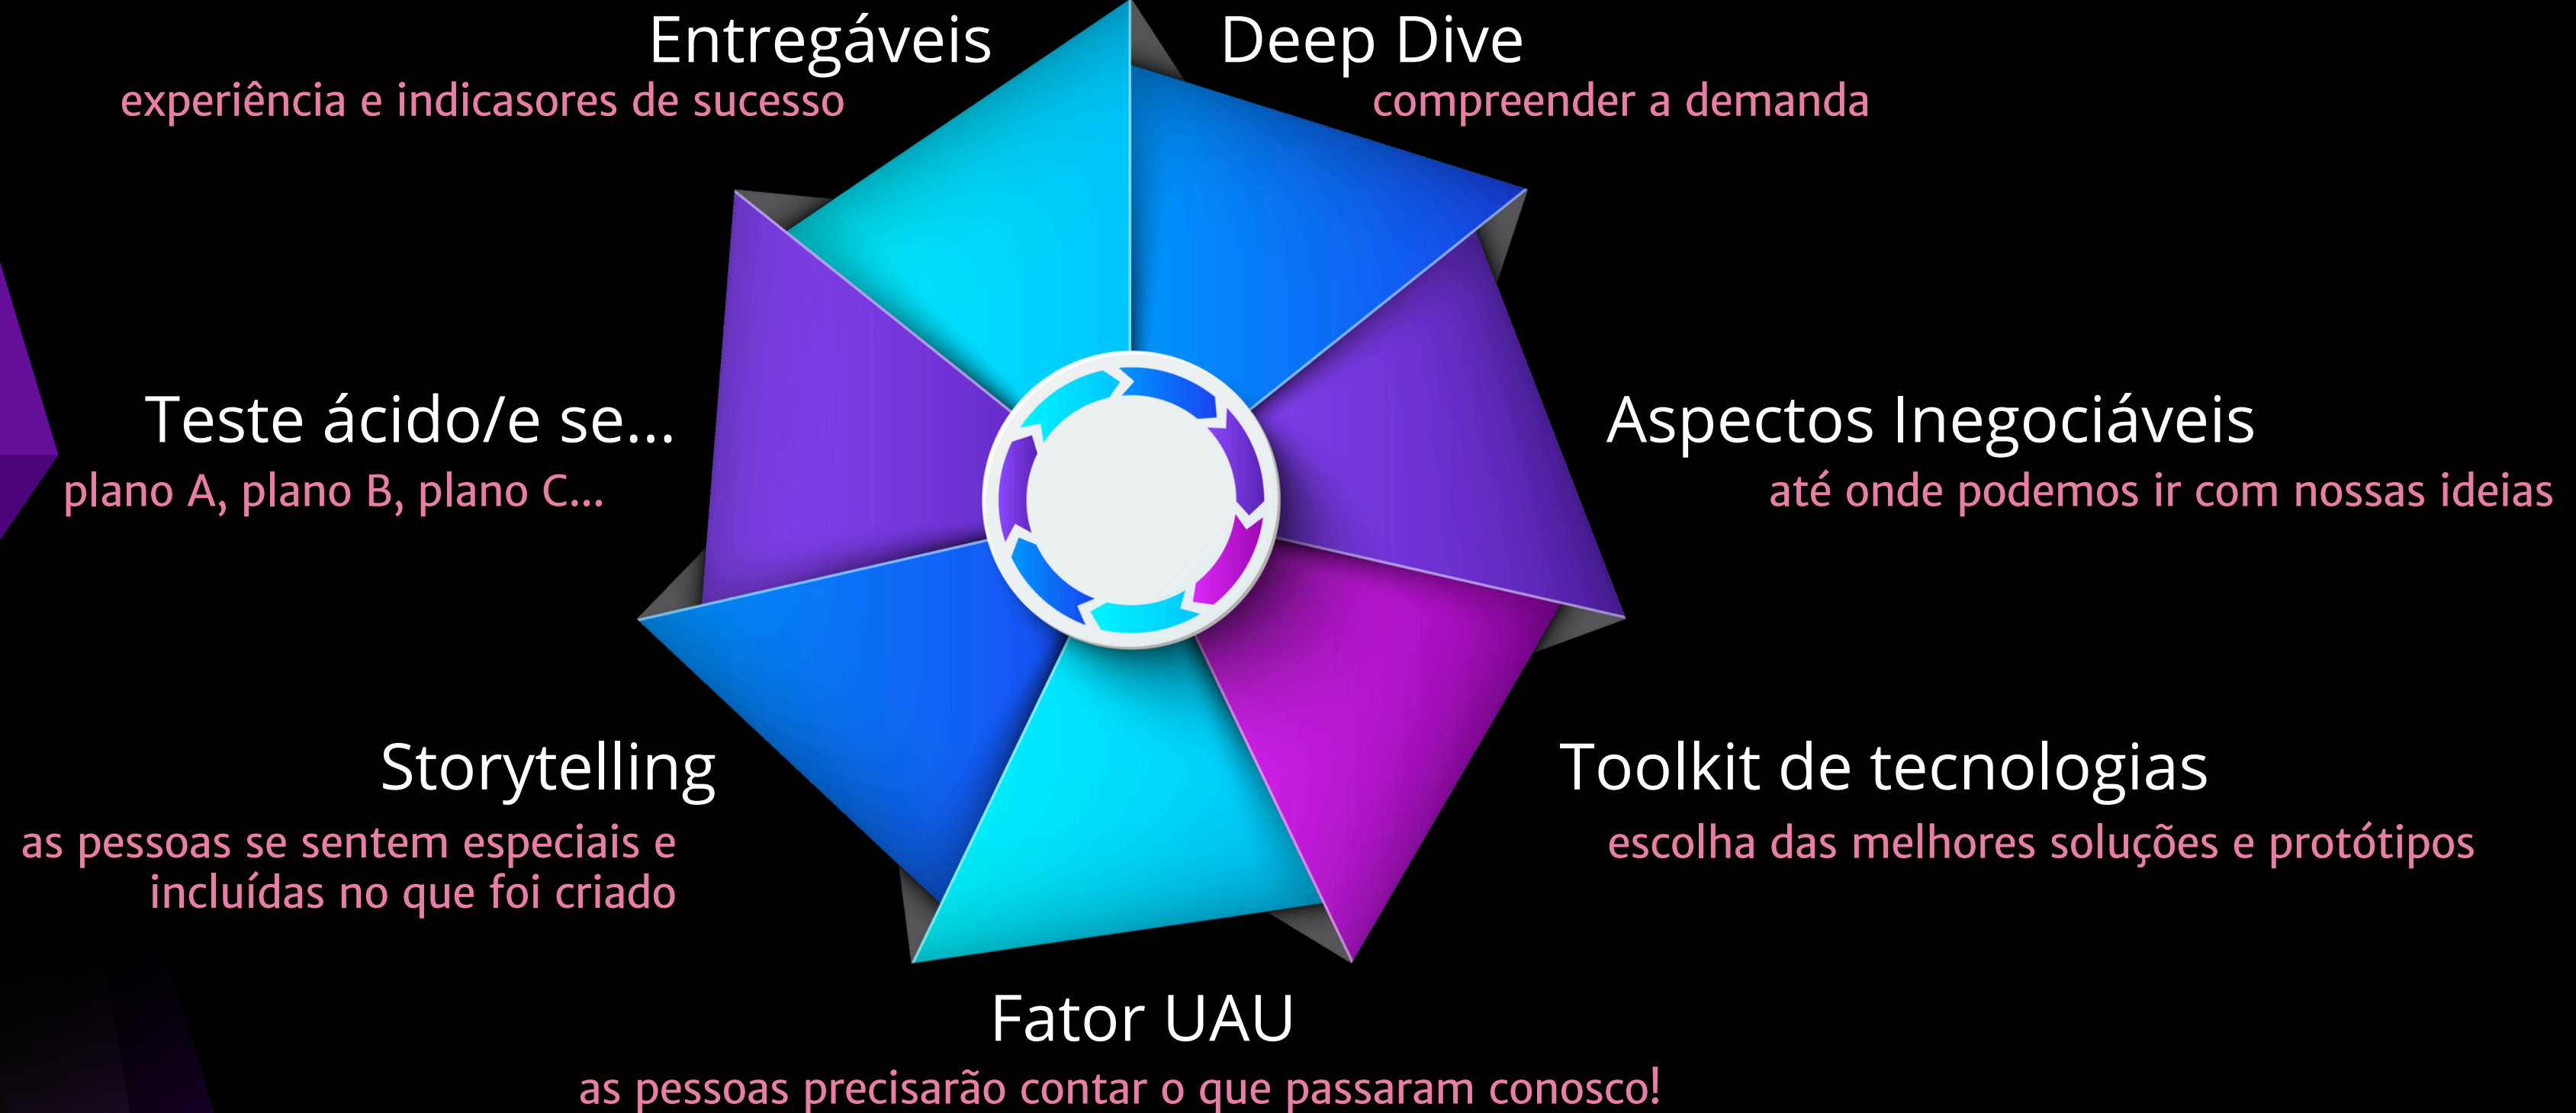 Entregáveis
experiência e indicasores de sucesso
Deep Dive
compreender a demanda
Teste ácido/e se...
plano A, plano B, plano C...
Aspectos Inegociáveis
até onde podemos ir com nossas ideias
Storytelling
as pessoas se sentem especiais e
incluídas no que foi criado
Toolkit de tecnologias
escolha das melhores soluções e protótipos
Fator UAU
as pessoas precisarão contar o que passaram conosco!